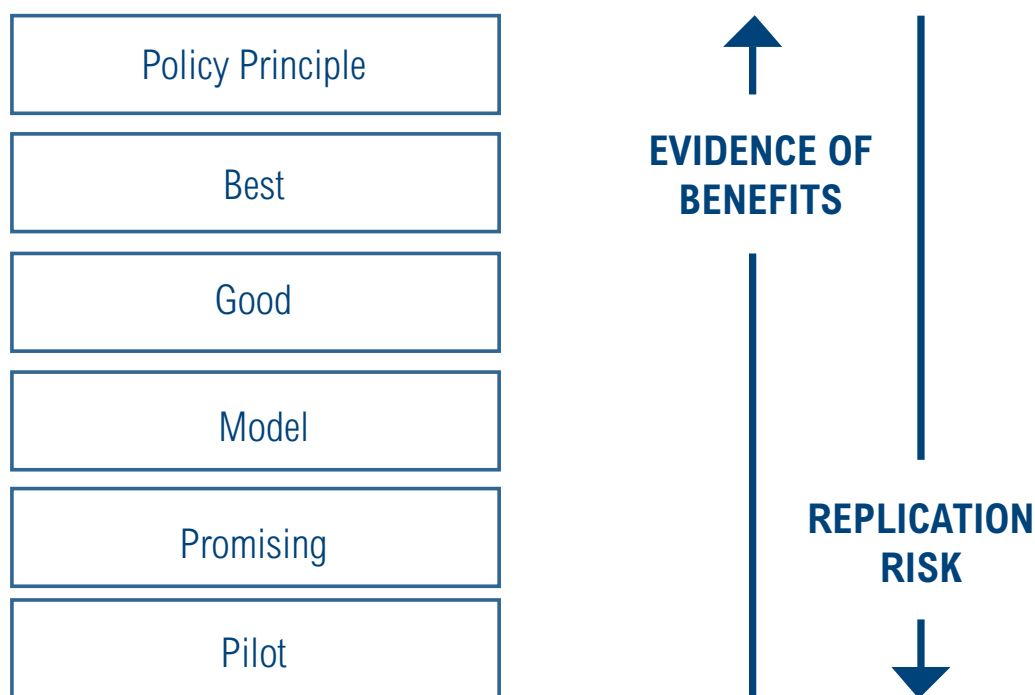 Policy Principle
Best
Good
Model
Promising
Pilot
EVIDENCE OF
BENEFITS
REPLICATION
RISK